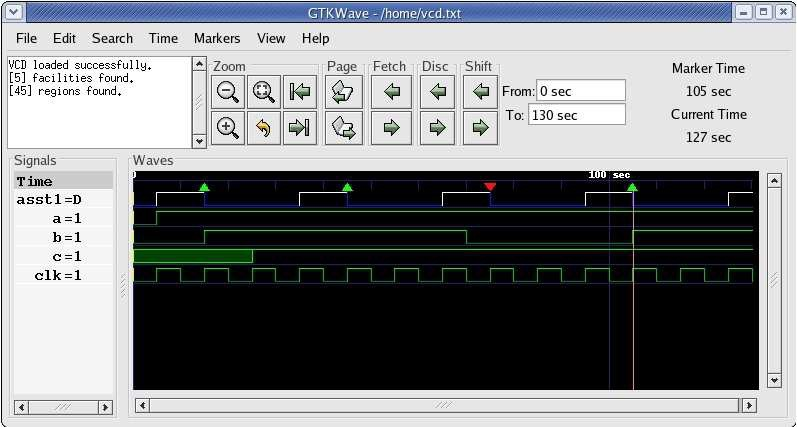 GTKWave - /home/vcd.txt
File Edit Search Time Markers View Help
VCD loaded successfully.
[5] facilities found.
[45] regions found.
Zoom
Page
Fetch
Disc
Shift
From: 0 sec
To: 130 sec
Marker Time
105 sec
Current Time
127 sec
Signals
Time
asst1=D
a=1
b=1
c=1
clk=1
Waves
100 sec